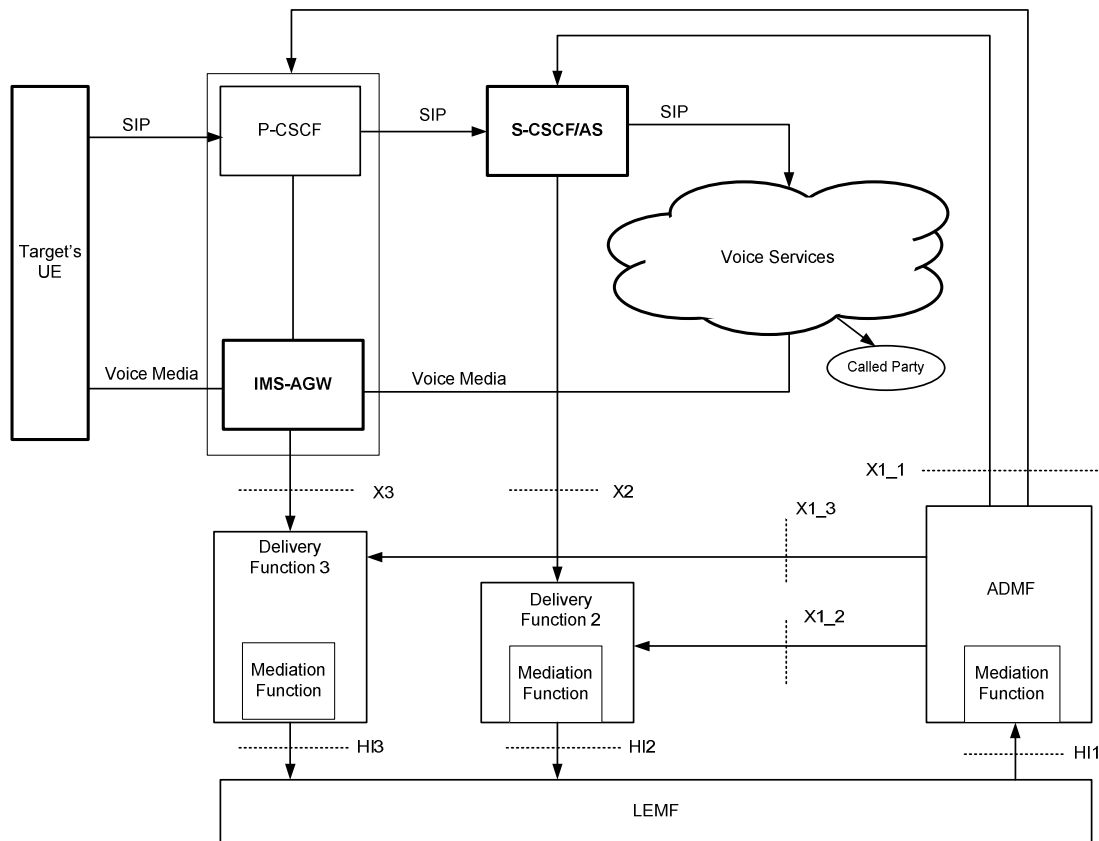 SIP
P-CSCF
SIP
S-CSCF/AS
SIP
Target's
UE
Voice Services
Voice Media
IMS-AGW
Voice Media
Called Party
X1_1
X3
X2
X1_3
Delivery
Function 3
ADMF
Delivery
Function 2
X1_2
Mediation
Function
Mediation
Function
Mediation
Function
HI3
HI2
HI1
LEMF